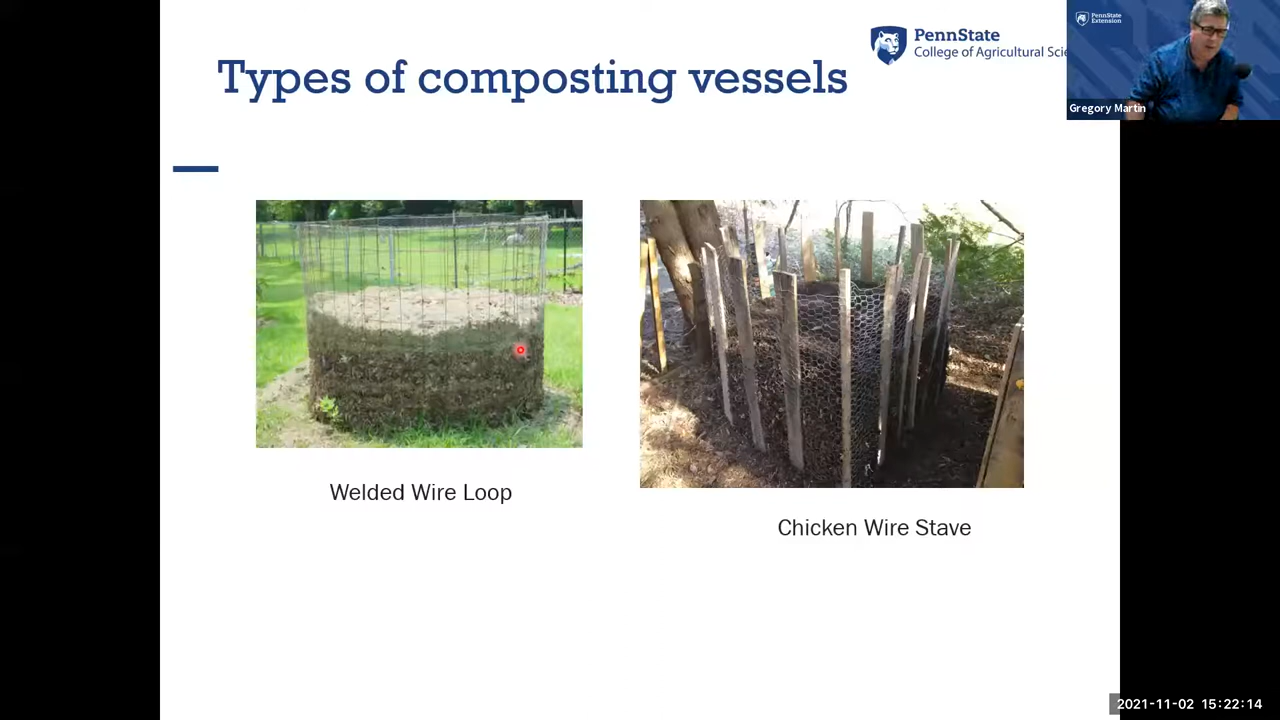 Types of composting vessels
PennState
College of Agricultural Scie
PennState
Extension
Gregory Martin
Welded Wire Loop
Chicken Wire Stave
2021-11-02 15:22:14